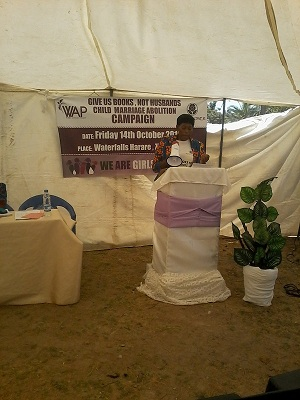 WAP
GIVE US BOOKS, NOT HUSBANDS
CHILD MARRIAGE ABOLITION
CAMPAIGN
DATE: Friday 14th October
PLACE: Waterfalls Harare
WE ARE GIRLS